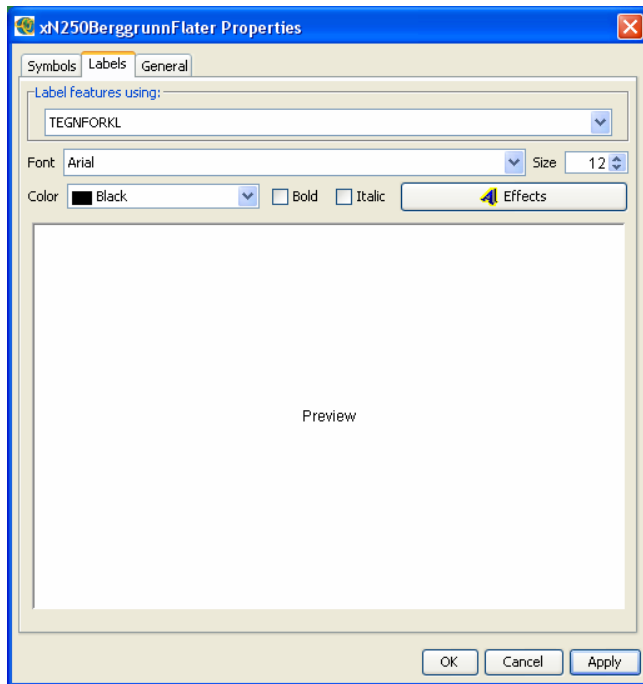 xN250BerggrunnFlater Properties
Symbols Labels General
Label features using:
TEGNFORKL
Font Arial Size 12
Color Black Bold Italic Effects
Preview
OK Cancel Apply